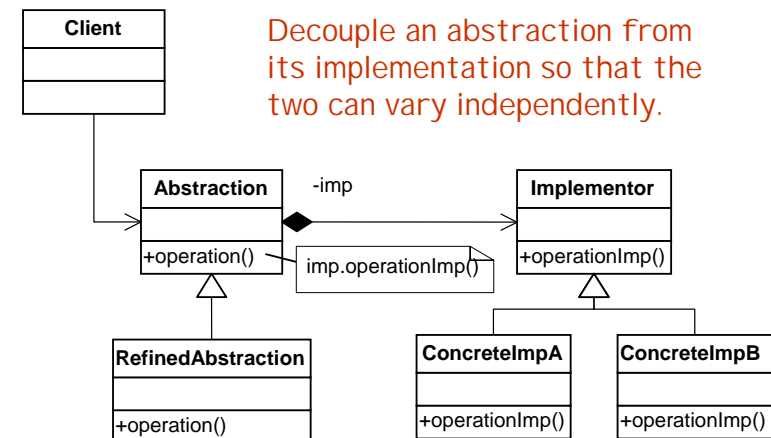 Client
Decouple an abstraction from
its implementation so that the
two can vary independently.
Abstraction
-imp
Implementor
+operation()
imp.operationImp()
+operationImp()
RefinedAbstraction
ConcreteImpA
ConcreteImpB
+operation()
+operationImp()
+operationImp()